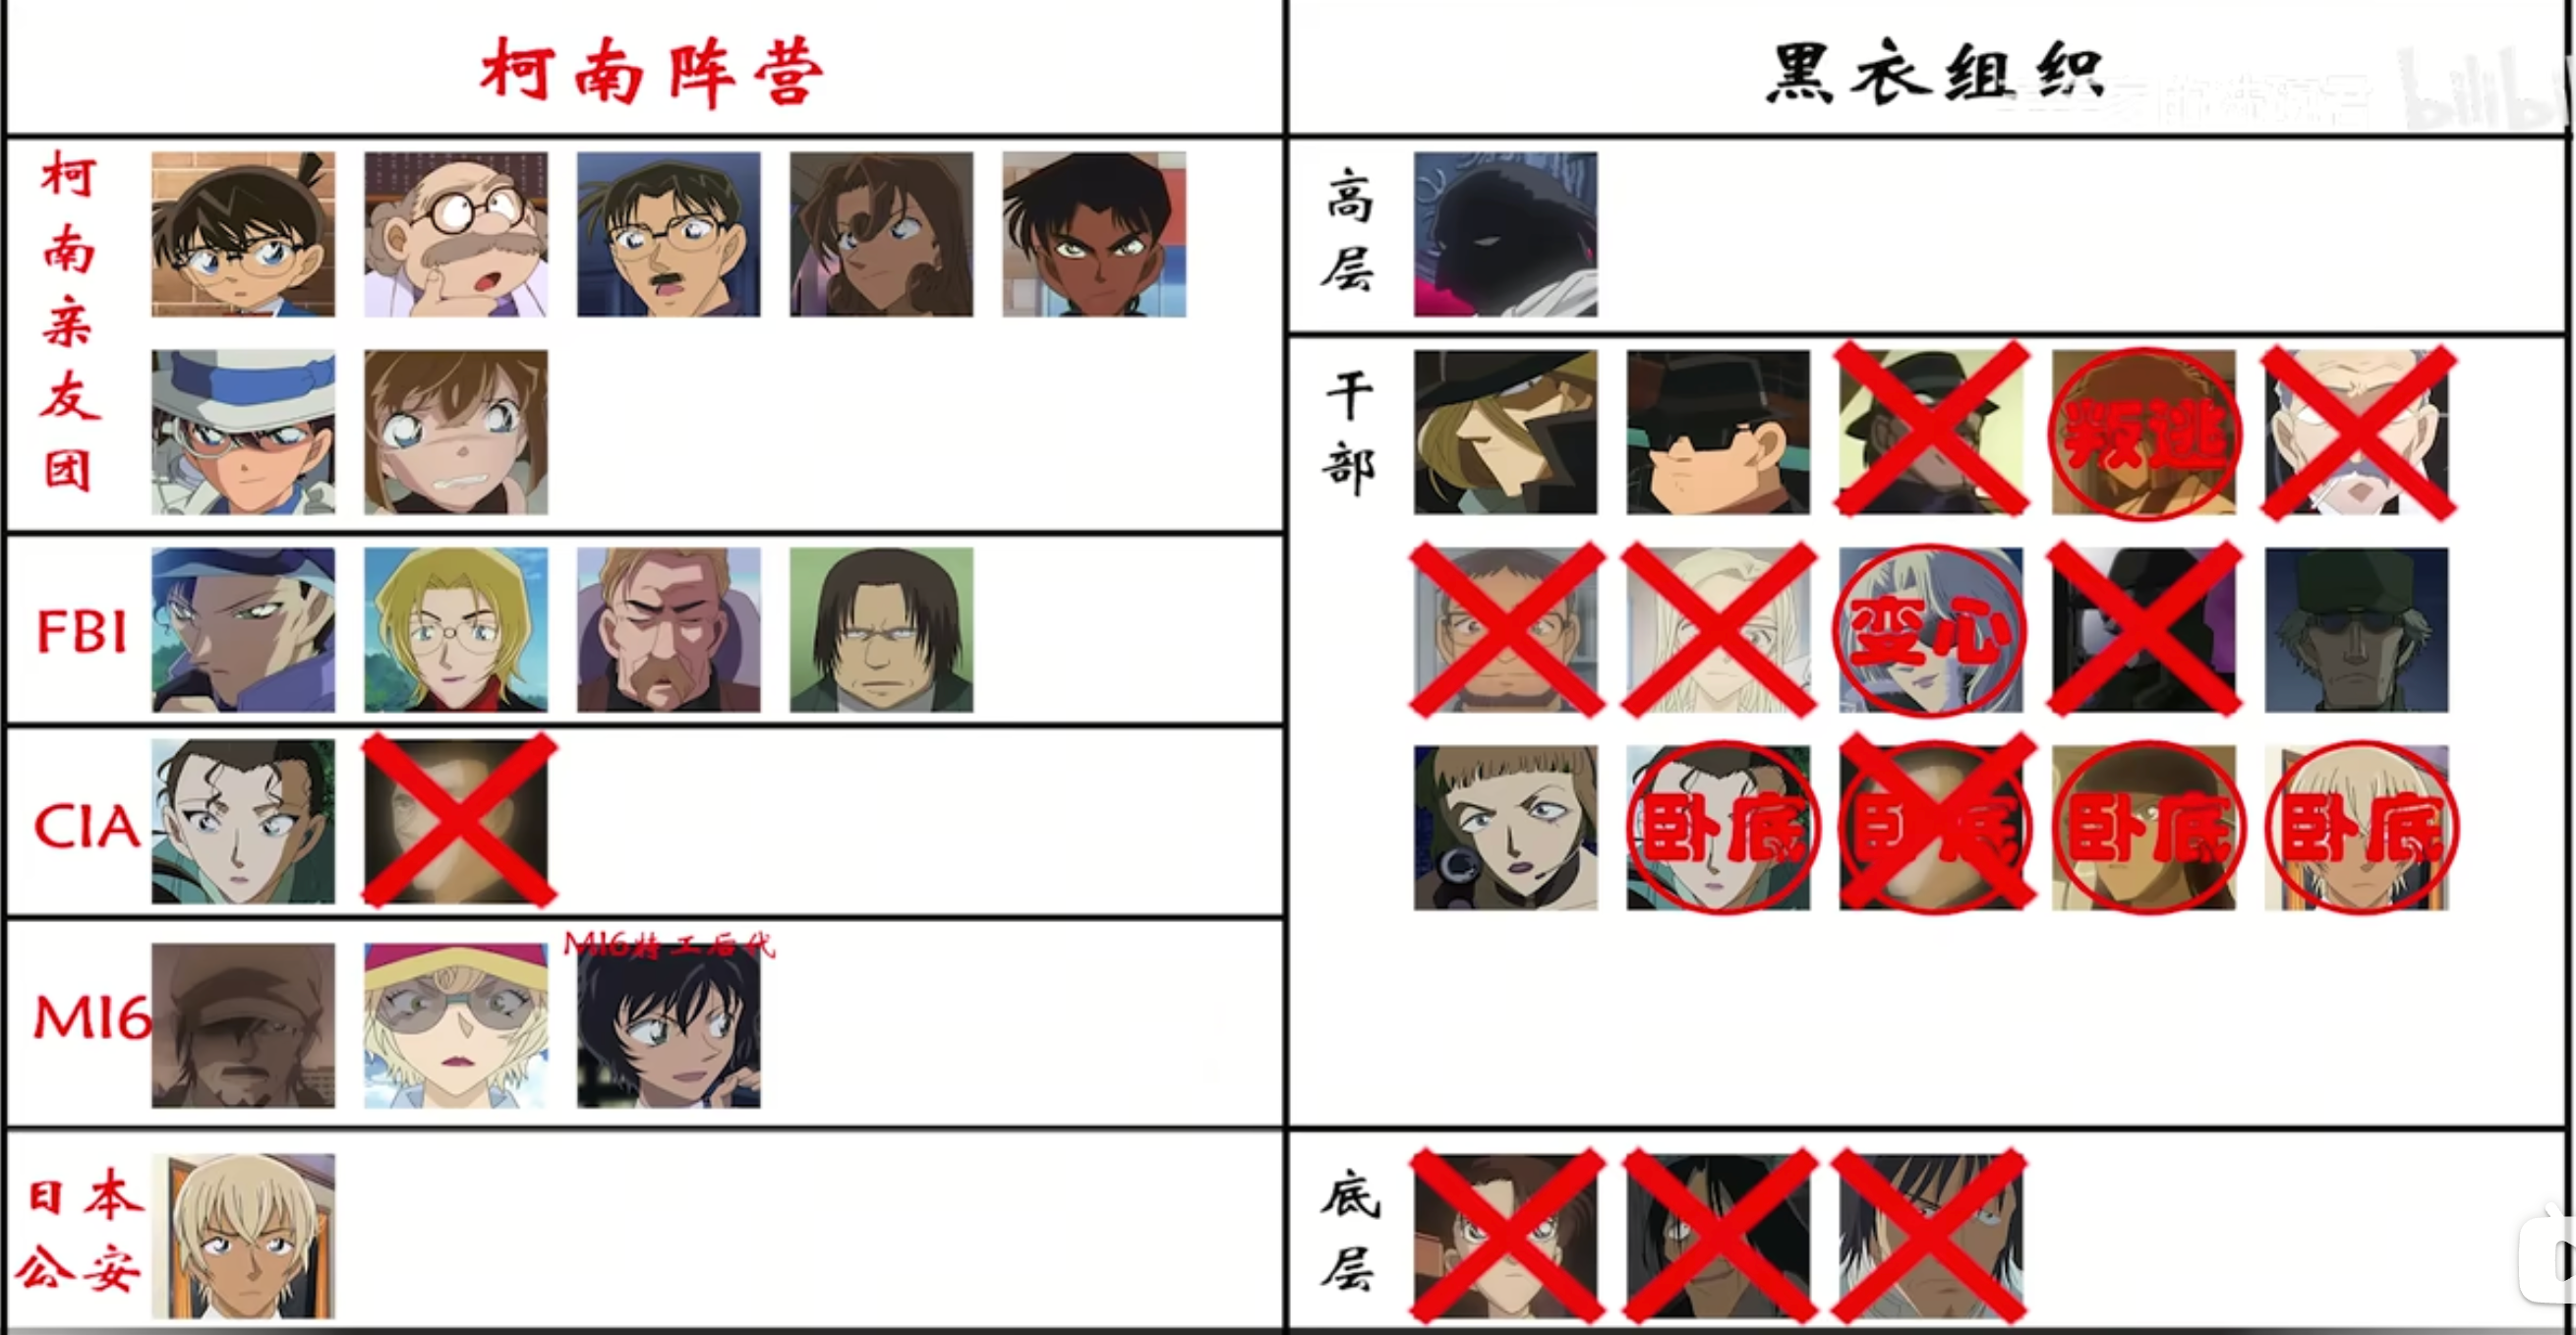 柯南阵营
黑衣组织
bilibili
柯南亲友团
FBI
CIA
MI6
MI6特工后代
日本
公安
高层
干部
叛逃
变心
卧底
卧底
卧底
卧底
底层